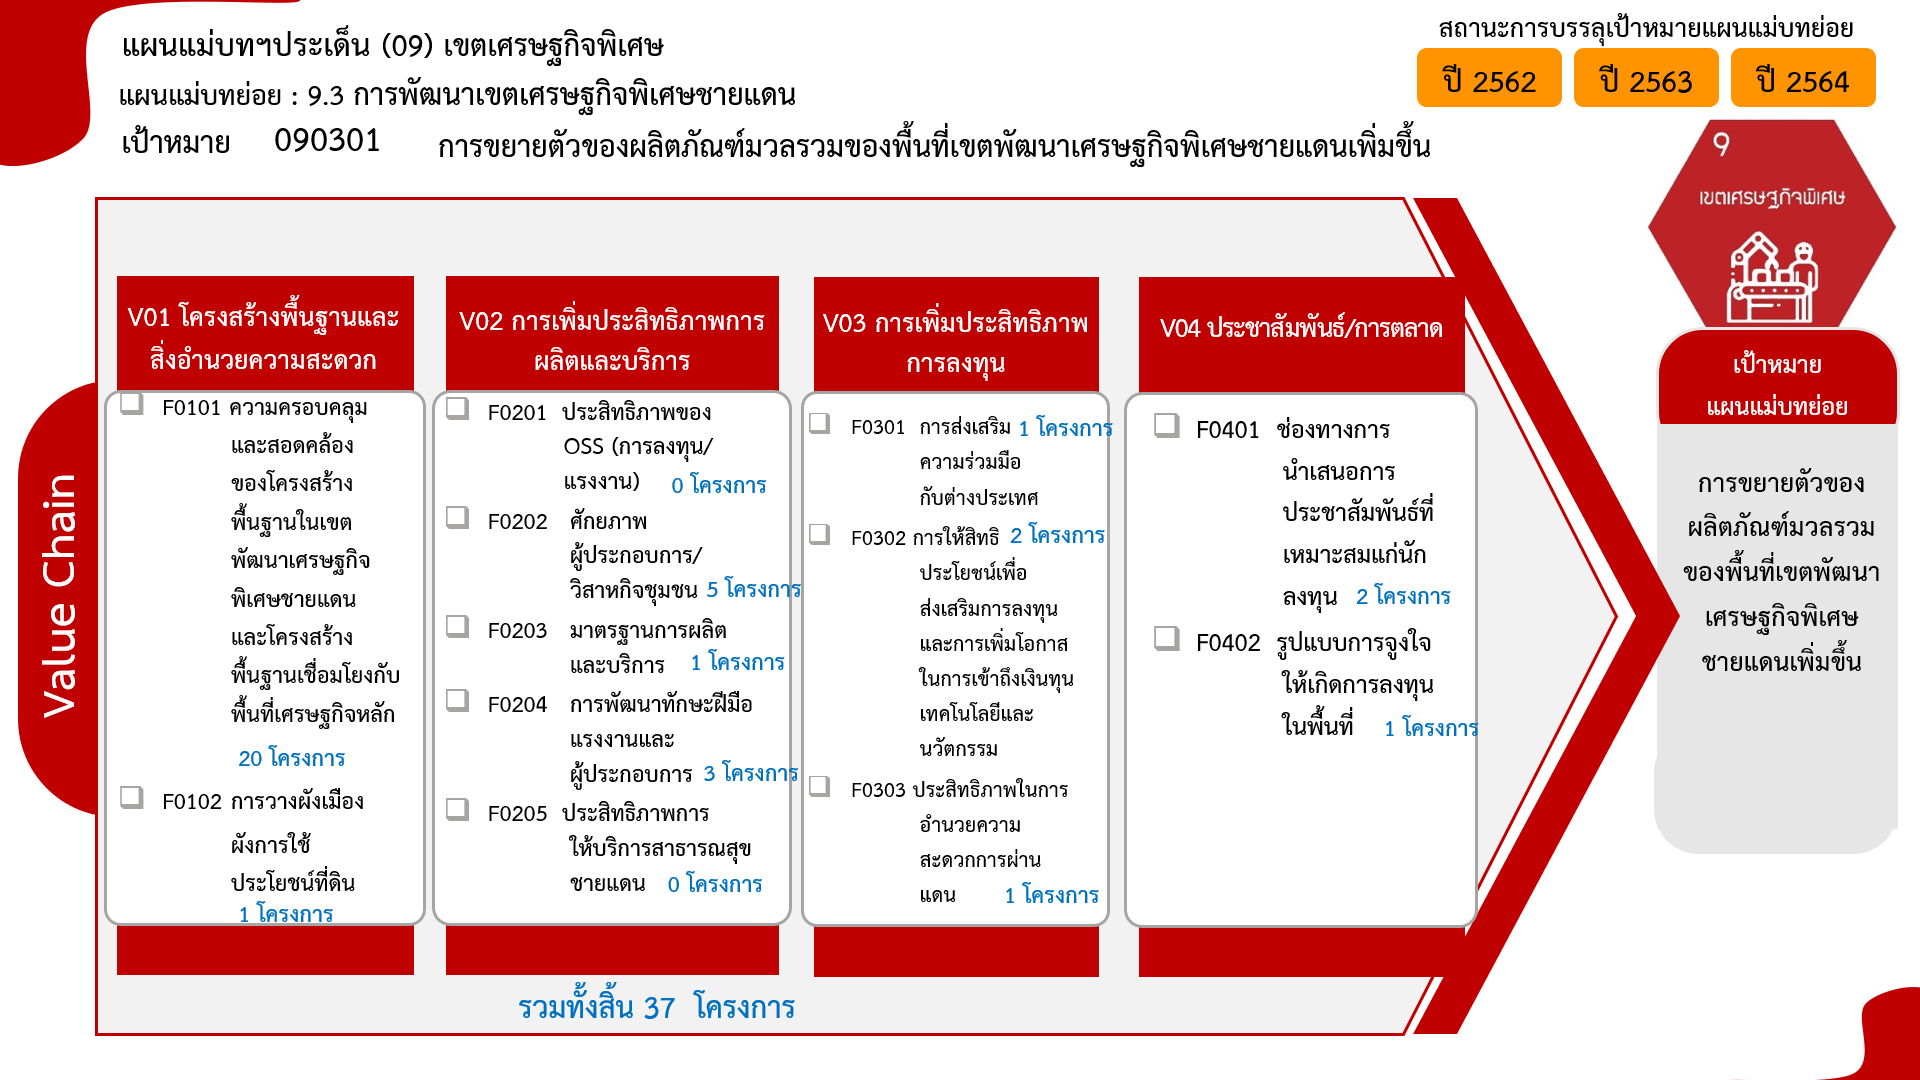 แผนแม่บทฯประเด็น (09) เขตเศรษฐกิจพิเศษ
แผนแม่บทย่อย : 9.3 การพัฒนาเขตเศรษฐกิจพิเศษชายแดน
เป้าหมาย 090301 การขยายตัวของผลิตภัณฑ์มวลรวมของพื้นที่เขตพัฒนาเศรษฐกิจพิเศษชายแดนเพิ่มขึ้น
สถานะการบรรลุเป้าหมายแผนแม่บทย่อย
ปี 2562
ปี 2563
ปี 2564
9
เขตเศรษฐกิจพิเศษ
Value Chain
V01 โครงสร้างพื้นฐานและ
สิ่งอำนวยความสะดวก
F0101 ความครอบคลุม
และสอดคล้อง
ของโครงสร้าง
พื้นฐานในเขต
พัฒนาเศรษฐกิจ
พิเศษชายแดน
และโครงสร้าง
พื้นฐานเชื่อมโยงกับ
พื้นที่เศรษฐกิจหลัก
20 โครงการ
F0102 การวางผังเมือง
ผังการใช้
ประโยชน์ที่ดิน
1 โครงการ
V02 การเพิ่มประสิทธิภาพการ
ผลิตและบริการ
F0201 ประสิทธิภาพของ
OSS (การลงทุน/
แรงงาน) 0 โครงการ
F0202 ศักยภาพ
ผู้ประกอบการ/
วิสาหกิจชุมชน 5 โครงการ
F0203 มาตรฐานการผลิต
และบริการ 1 โครงการ
F0204 การพัฒนาทักษะฝีมือ
แรงงานและ
ผู้ประกอบการ 3 โครงการ
F0205 ประสิทธิภาพการ
ให้บริการสาธารณสุข
ชายแดน 0 โครงการ
V03 การเพิ่มประสิทธิภาพ
การลงทุน
F0301 การส่งเสริม 1 โครงการ
ความร่วมมือ
กับต่างประเทศ
F0302 การให้สิทธิ 2 โครงการ
ประโยชน์เพื่อ
ส่งเสริมการลงทุน
และการเพิ่มโอกาส
ในการเข้าถึงเงินทุน
เทคโนโลยีและ
นวัตกรรม
F0303 ประสิทธิภาพในการ
อำนวยความ
สะดวกการผ่าน
แดน 1 โครงการ
V04 ประชาสัมพันธ์/การตลาด
F0401 ช่องทางการ
นำเสนอการ
ประชาสัมพันธ์ที่
เหมาะสมแก่นัก
ลงทุน 2 โครงการ
F0402 รูปแบบการจูงใจ
ให้เกิดการลงทุน
ในพื้นที่ 1 โครงการ
เป้าหมาย
แผนแม่บทย่อย
การขยายตัวของ
ผลิตภัณฑ์มวลรวม
ของพื้นที่เขตพัฒนา
เศรษฐกิจพิเศษ
ชายแดนเพิ่มขึ้น
รวมทั้งสิ้น 37 โครงการ